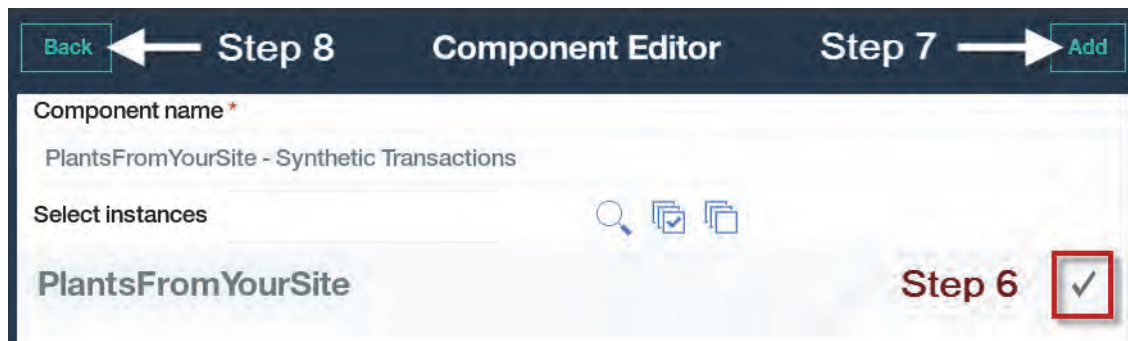 Back Step 8 Component Editor Step 7 Add
Component name *
PlantsFromYourSite - Synthetic Transactions
Select instances
PlantsFromYourSite Step 6